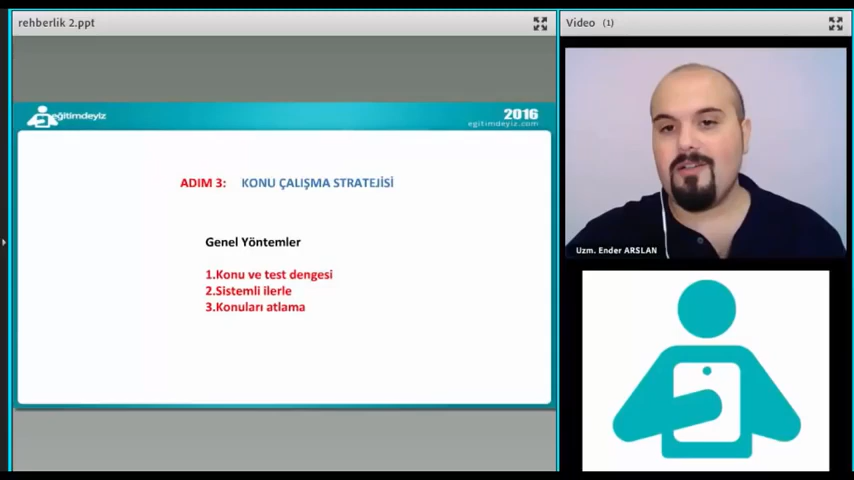 rehberlik 2.ppt
Video (1)
eğitimdeyiz
2016
egitimdeyiz.com
ADIM 3: KONU ÇALIŞMA STRATEJİSİ
Genel Yöntemler
1.Konu ve test dengesi
2.Sistemli ilerle
3.Konuları atlama
Uzm. Ender ARSLAN